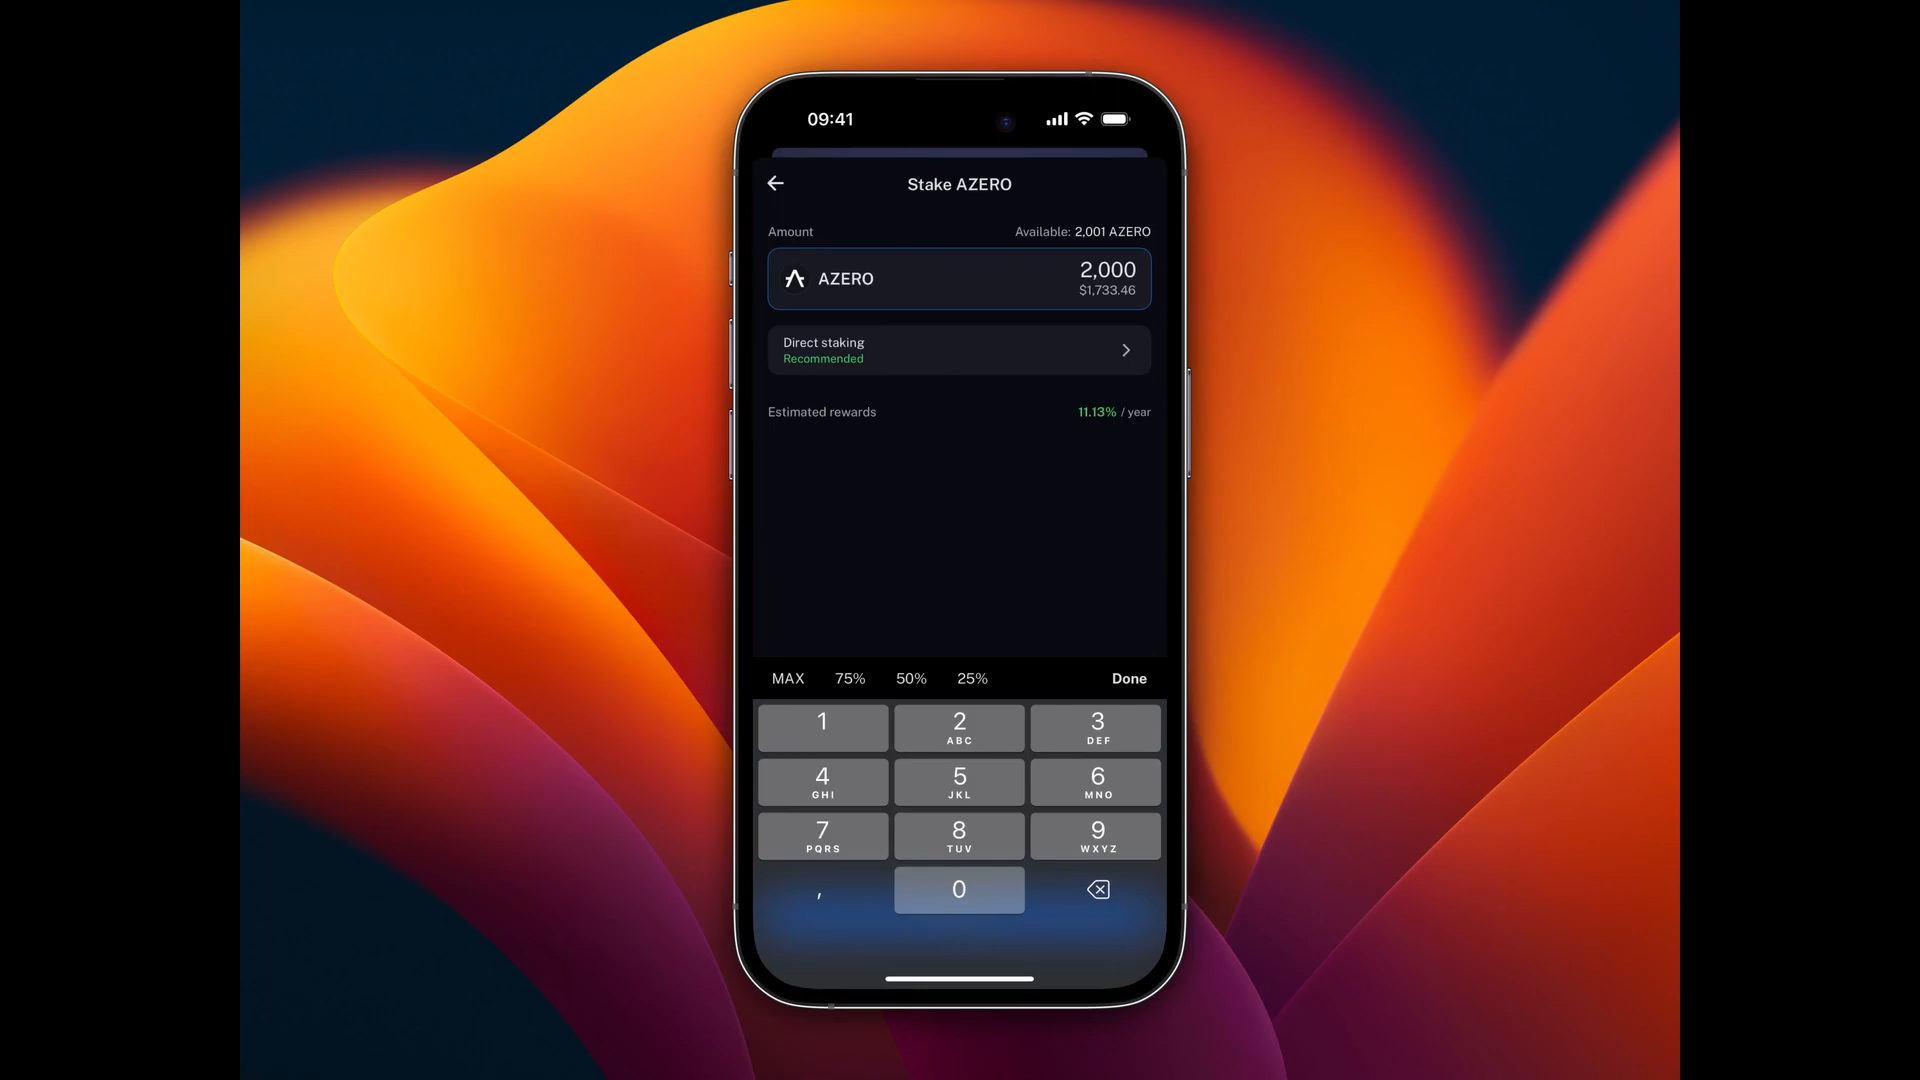 09:41
Stake AZERO
Amount Available: 2,001 AZERO
AZERO 2,000
$1,733.46
Direct staking
Recommended
Estimated rewards 11.13% / year
MAX 75% 50% 25% Done
1 2 3
ABC DEF
4 5 6
GHI JKL MNO
7 8 9
PQRS TUV WXYZ
, 0